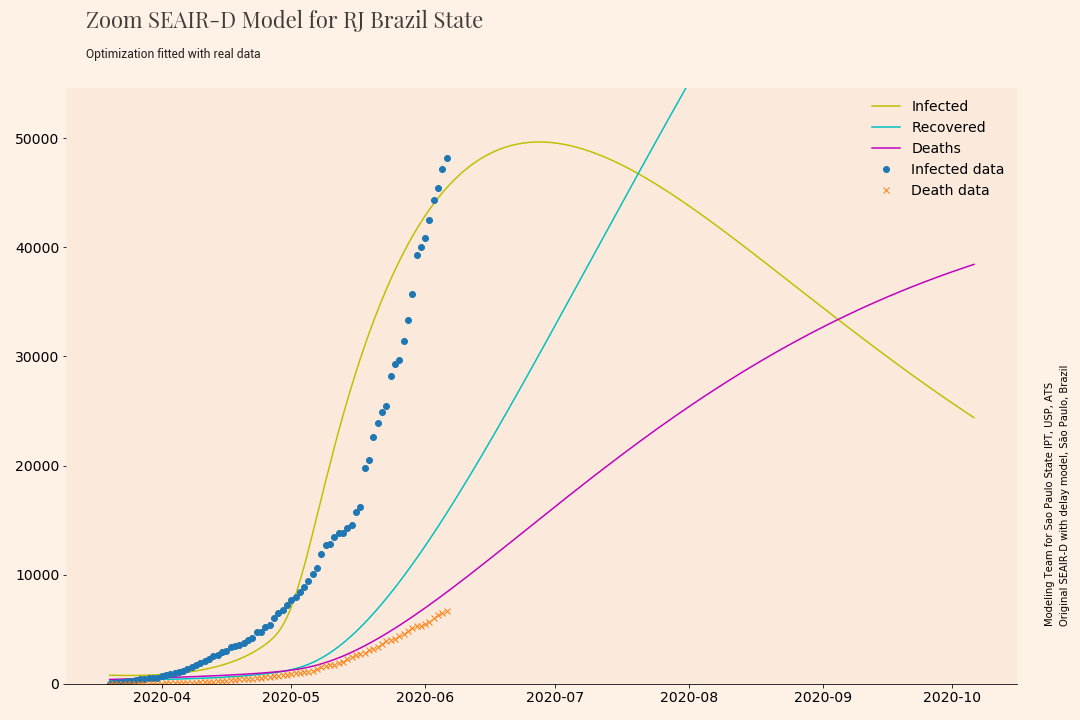 Zoom SEAIR-D Model for RJ Brazil State
Optimization fitted with real data
Infected
Recovered
Deaths
Infected data
Death data
50000
40000
30000
20000
10000
0
2020-04
2020-05
2020-06
2020-07
2020-08
2020-09
2020-10
Modeling Team for Sao Paulo State IPT, USP, ATS
Original SEAIR-D with delay model, São Paulo, Brazil